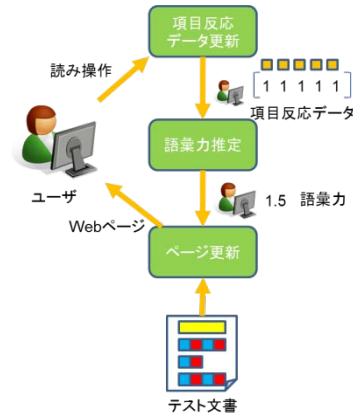 項目反応
データ更新
読み操作
1 1 1 1 1
項目反応データ
語彙力推定
ユーザ
1.5 語彙力
Webページ
ページ更新
テスト文書